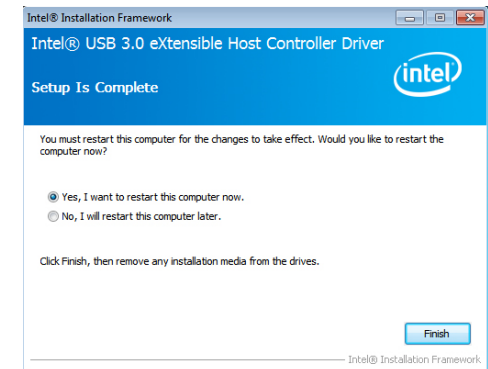 Intel® Installation Framework
Intel® USB 3.0 eXtensible Host Controller Driver
Setup Is Complete
intel®
You must restart this computer for the changes to take effect. Would you like to restart the
computer now?
Yes, I want to restart this computer now.
No, I will restart this computer later.
Click Finish, then remove any installation media from the drives.
Finish
Intel® Installation Framework